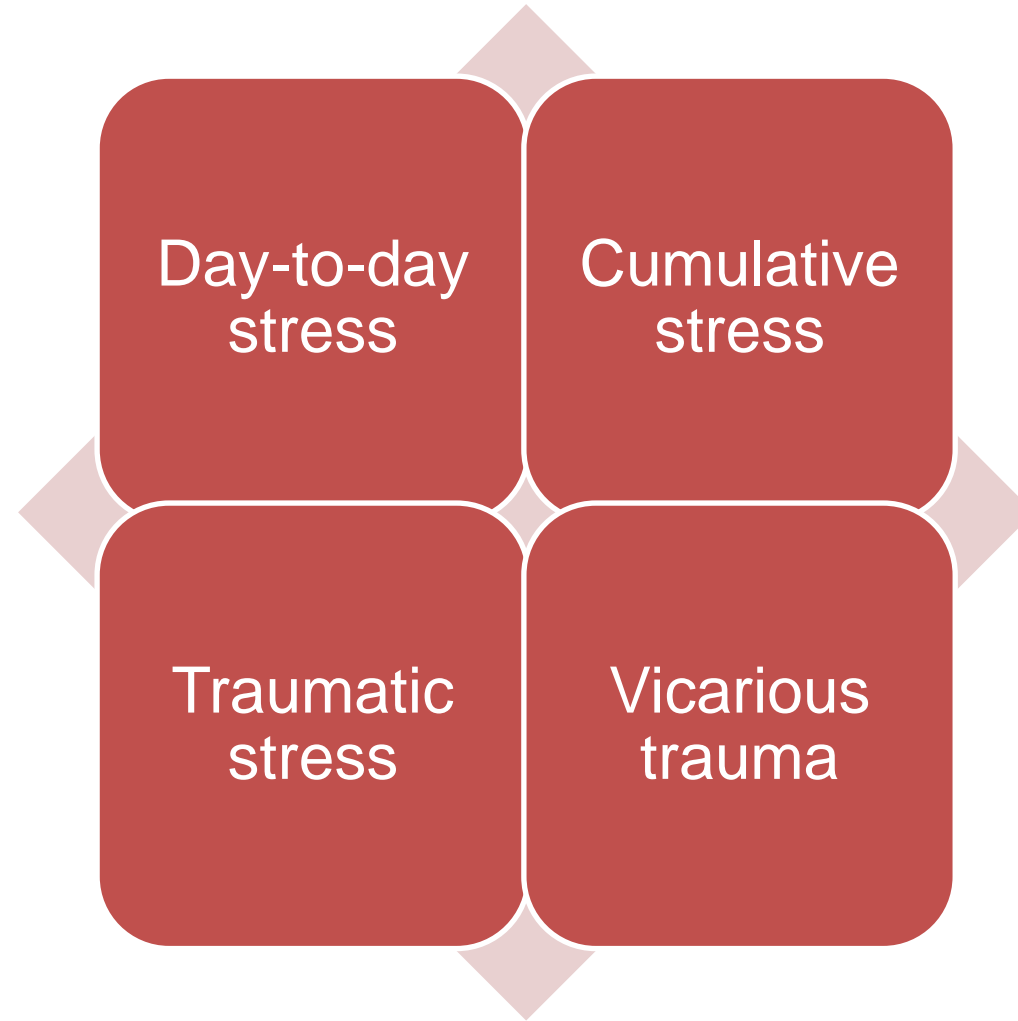 Day-to-day
stress
Cumulative
stress
Traumatic
stress
Vicarious
trauma